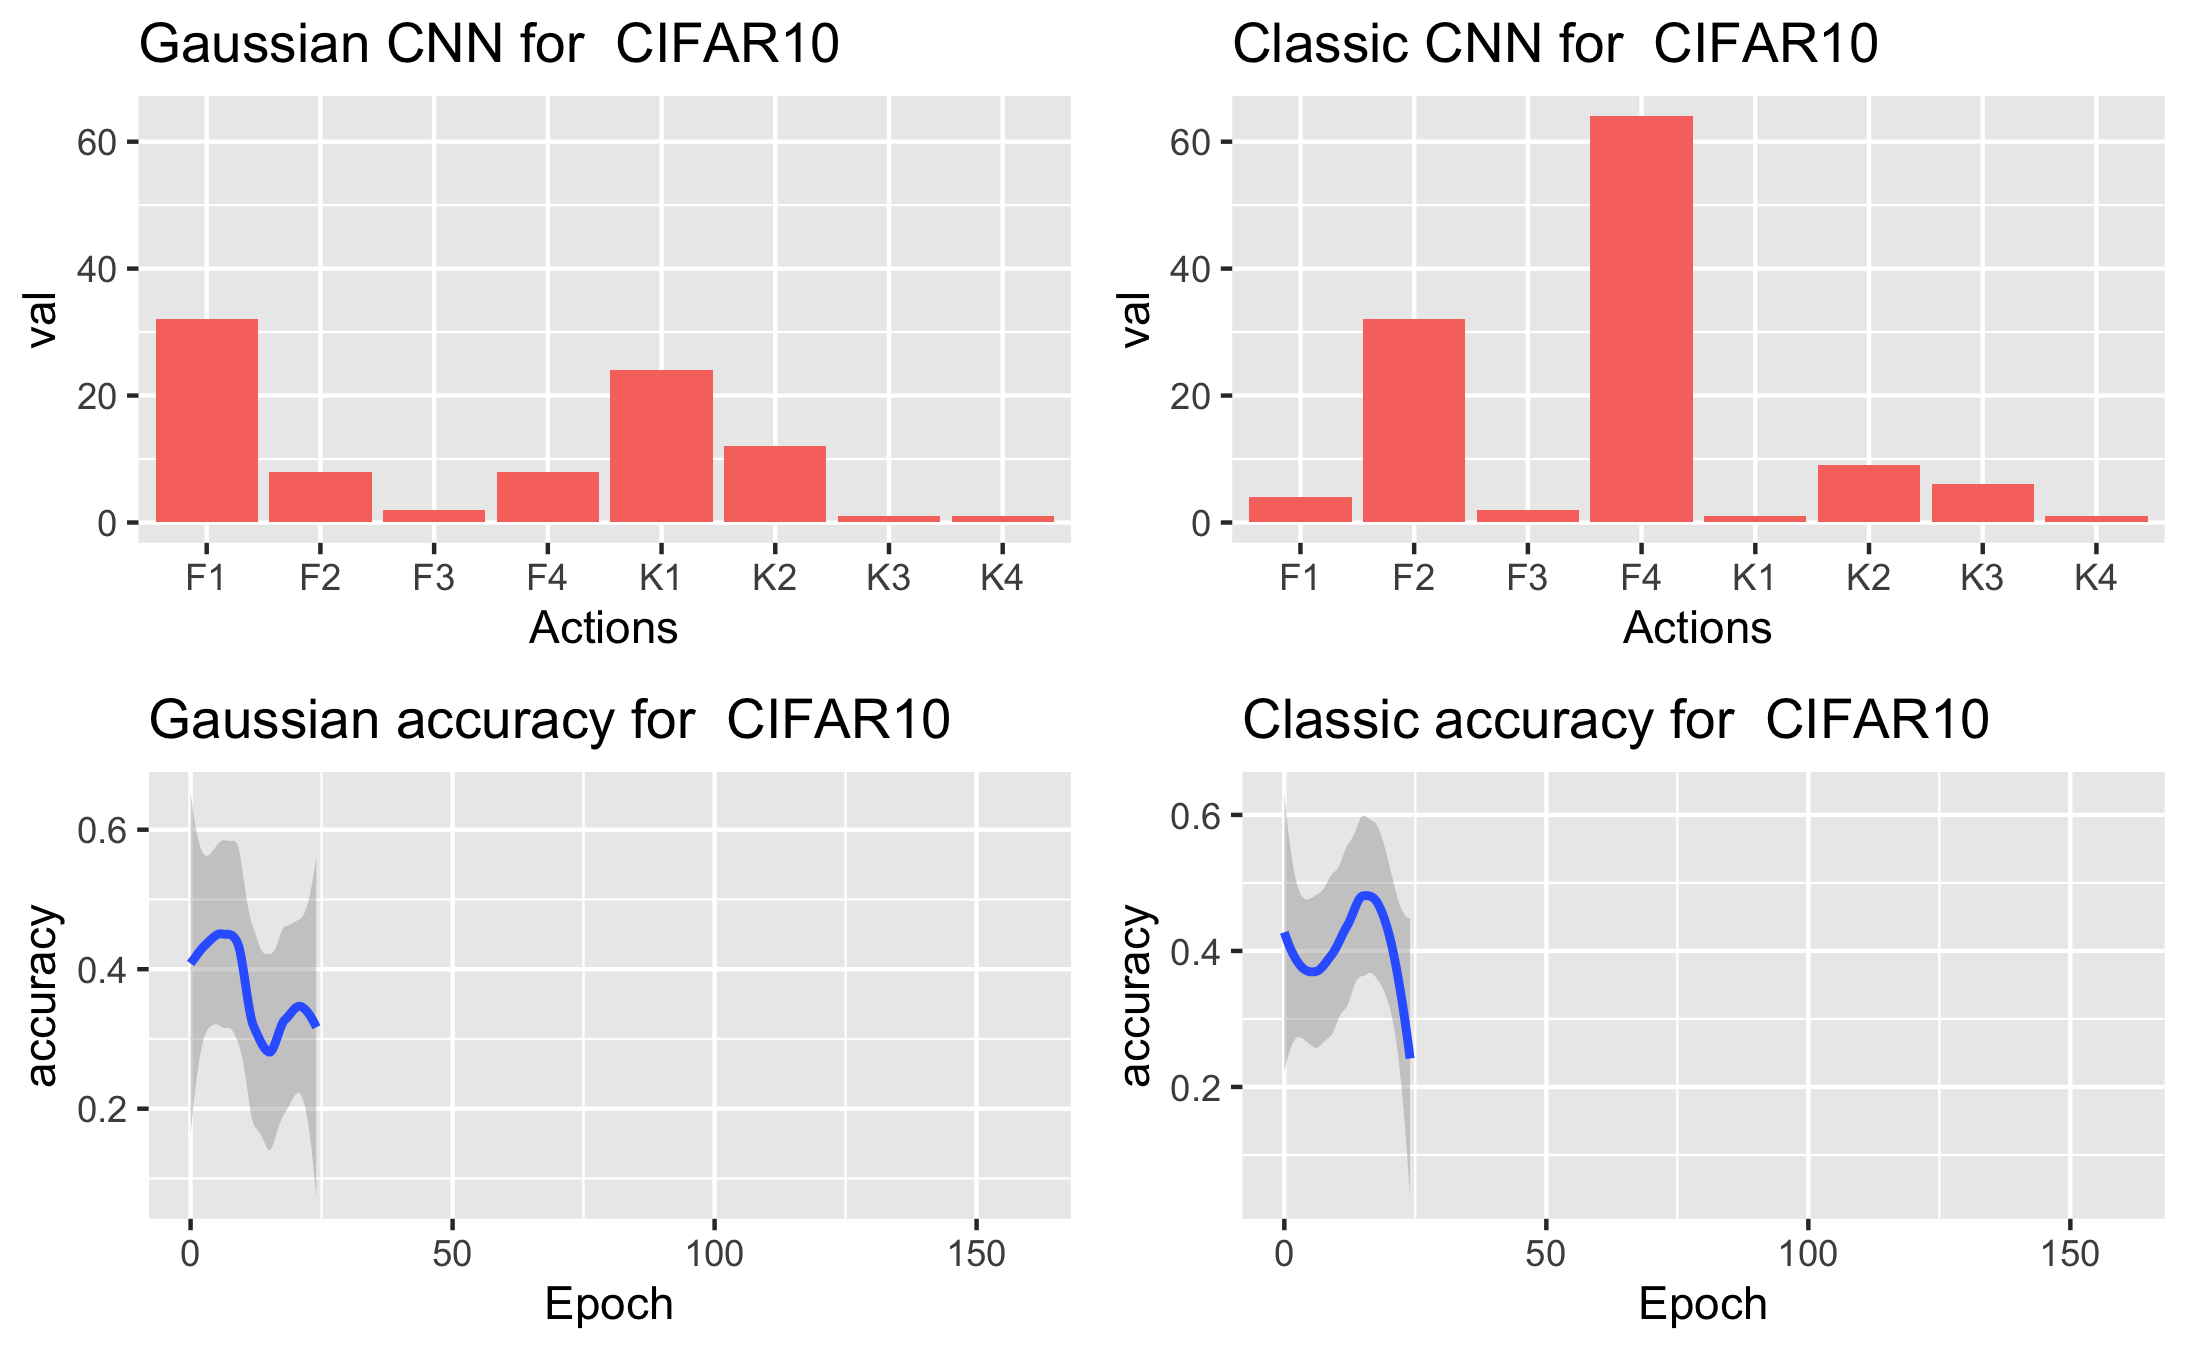 Gaussian CNN for  CIFAR10
val
60
40
20
0
F1 F2 F3 F4 K1 K2 K3 K4
Actions
Classic CNN for  CIFAR10
val
60
40
20
0
F1 F2 F3 F4 K1 K2 K3 K4
Actions
Gaussian accuracy for  CIFAR10
accuracy
0.6
0.4
0.2
0 50 100 150
Epoch
Classic accuracy for  CIFAR10
accuracy
0.6
0.4
0.2
0 50 100 150
Epoch